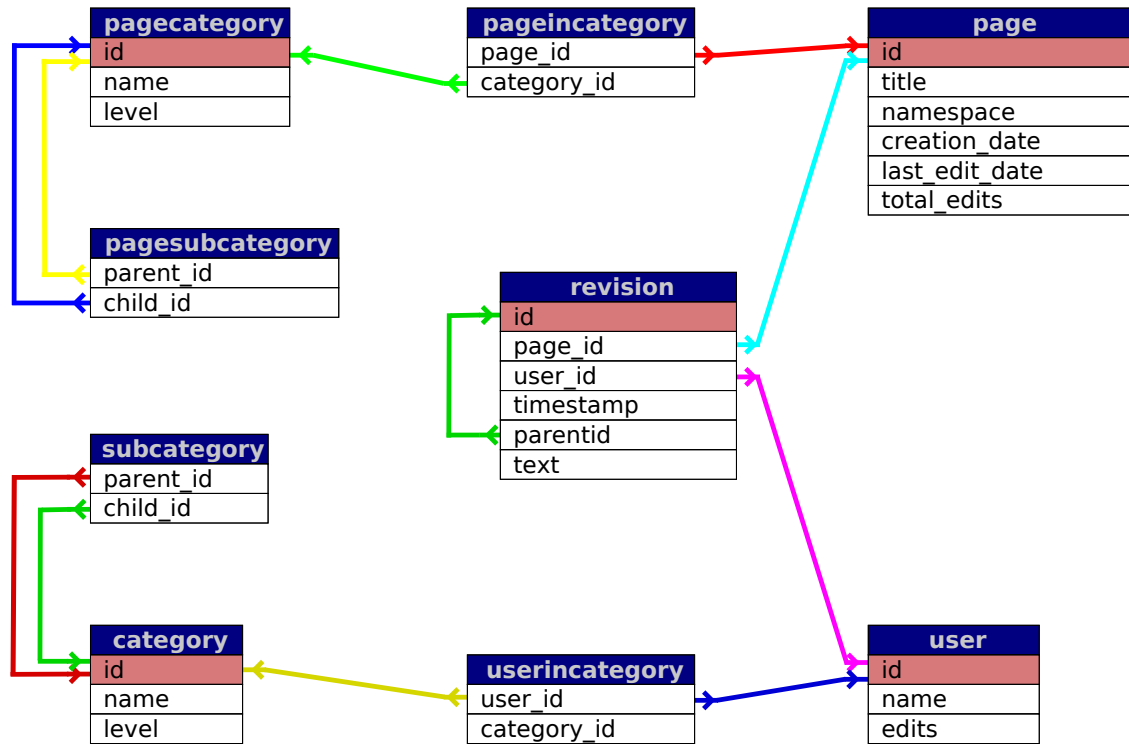 pagecategory
id
name
level
pageincategory
page_id
category_id
page
id
title
namespace
creation_date
last_edit_date
total_edits
pagesubcategory
parent_id
child_id
revision
id
page_id
user_id
timestamp
parentid
text
subcategory
parent_id
child_id
category
id
name
level
userincategory
user_id
category_id
user
id
name
edits